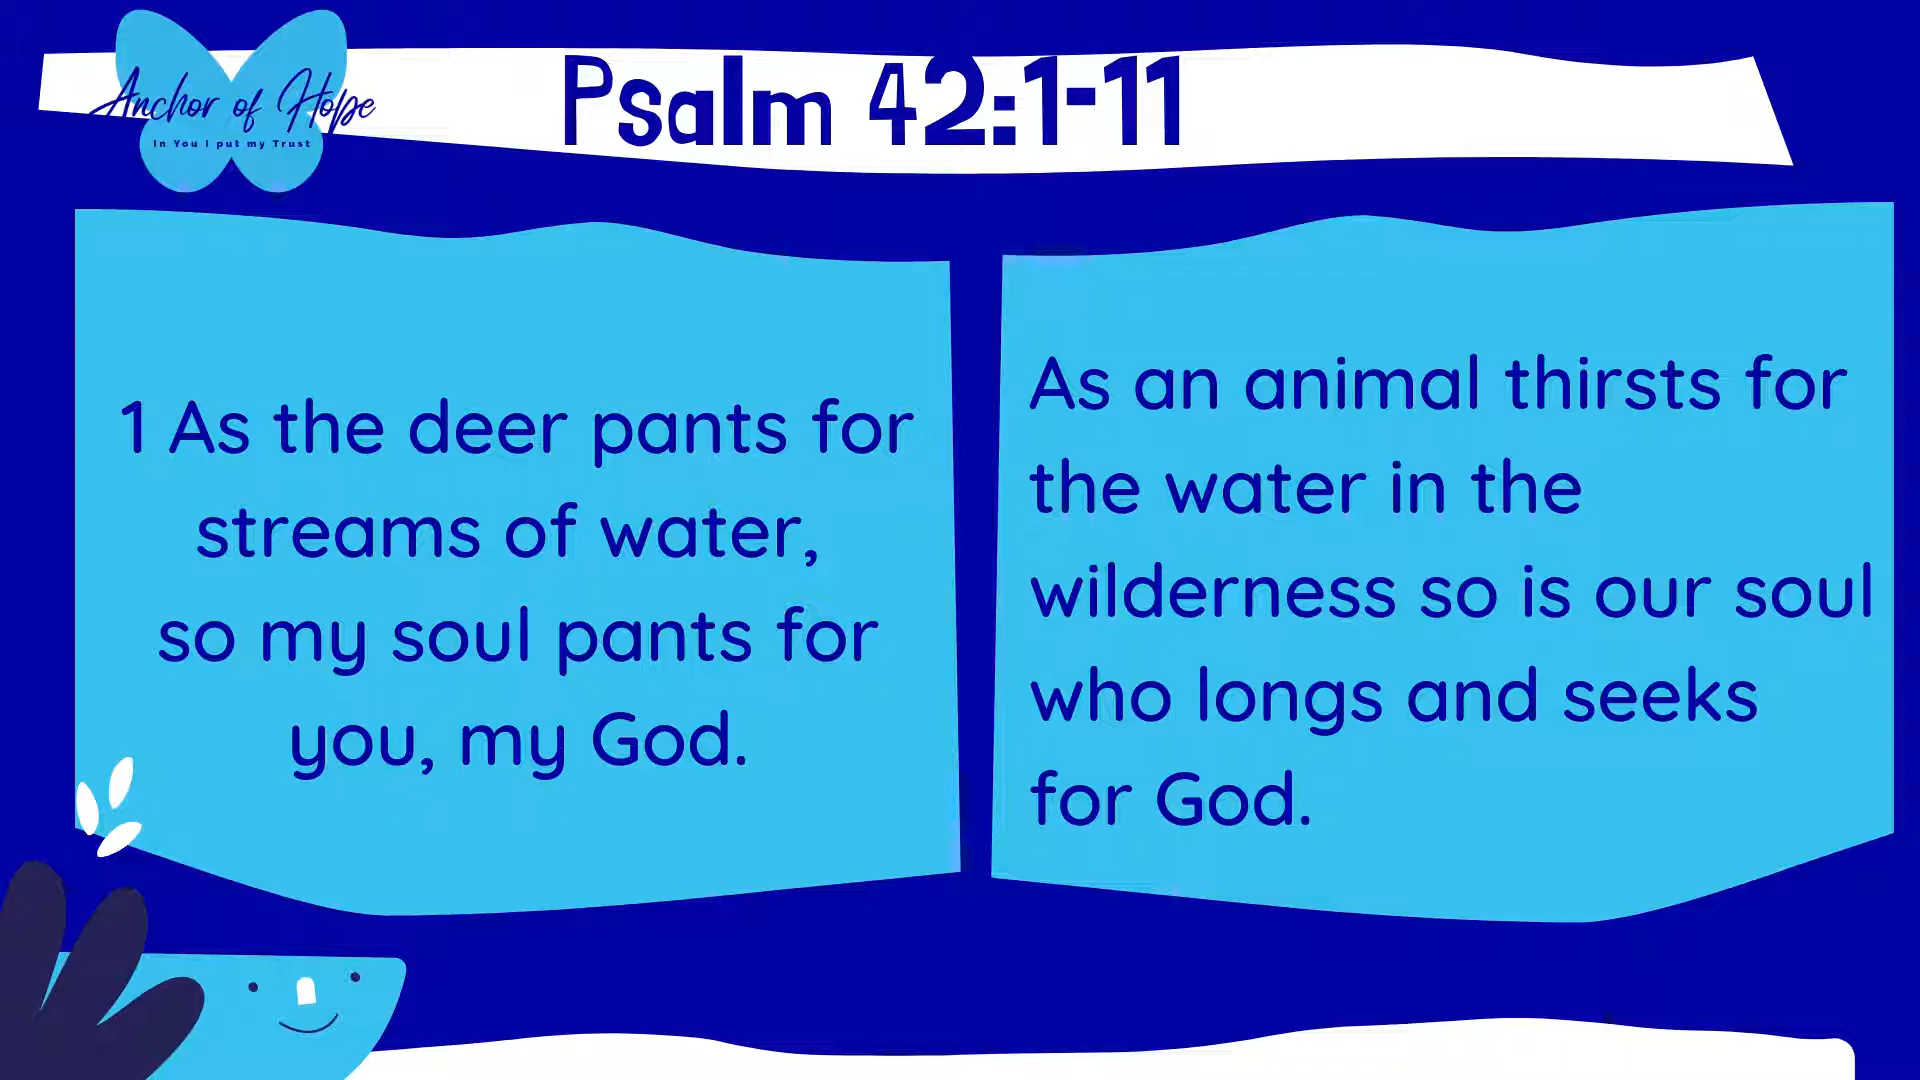 Anchor of Hope
In You I put my Trust
Psalm 42:1-11
1 As the deer pants for
streams of water,
so my soul pants for
you, my God.
As an animal thirsts for
the water in the
wilderness so is our soul
who longs and seeks
for God.